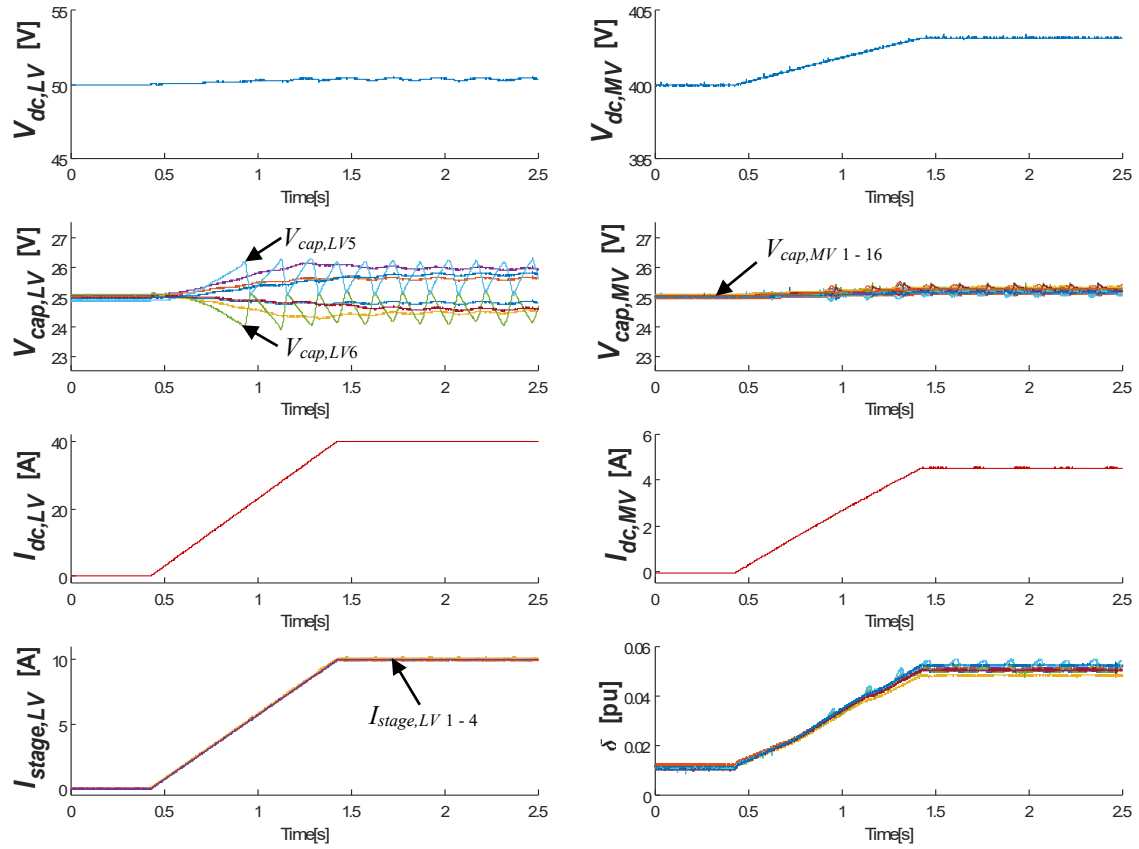 V_dc,LV [V]
55
50
45
0 0.5 1 1.5 2 2.5
Time[s]
V_dc,MV [V]
405
400
395
0 0.5 1 1.5 2 2.5
Time[s]
V_cap,LV [V]
27
26
25
24
23
V_cap,LV5
V_cap,LV6
0 0.5 1 1.5 2 2.5
Time[s]
V_cap,MV [V]
27
26
25
24
23
V_cap,MV 1 - 16
0 0.5 1 1.5 2 2.5
Time[s]
I_dc,LV [A]
40
20
0
0 0.5 1 1.5 2 2.5
Time[s]
I_dc,MV [A]
6
4
2
0
0 0.5 1 1.5 2 2.5
Time[s]
I_stage,LV [A]
10
5
0
I_stage,LV 1 - 4
0 0.5 1 1.5 2 2.5
Time[s]
δ [pu]
0.06
0.04
0.02
0
0 0.5 1 1.5 2 2.5
Time[s]